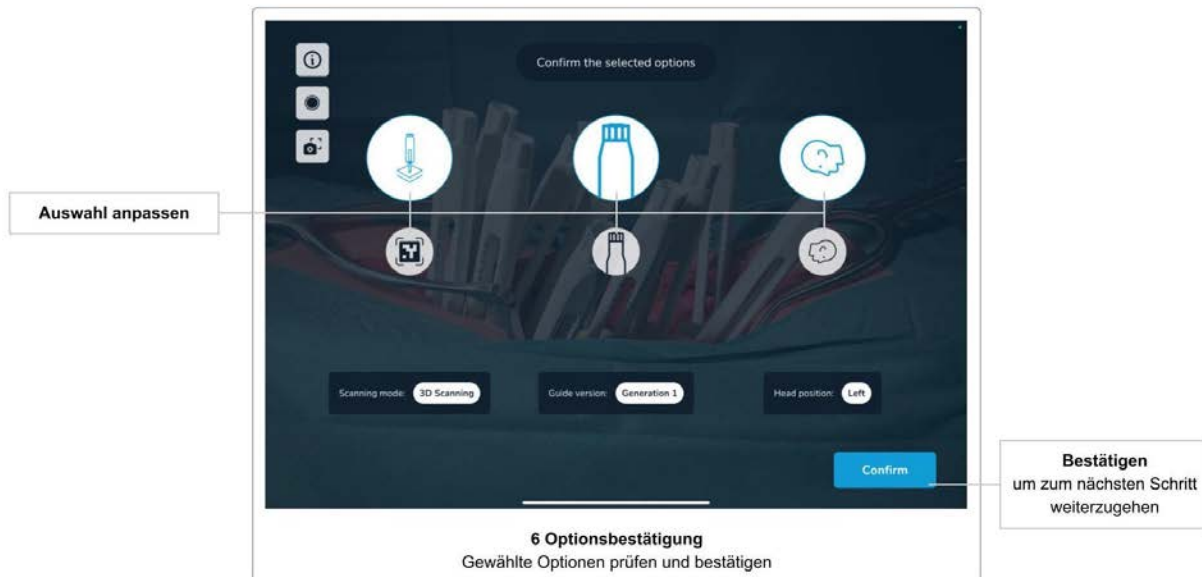 Confirm the selected options
Auswahl anpassen
Scanning mode: 3D Scanning
Guide version: Generation 1
Head position: Left
Confirm
Bestätigen
um zum nächsten Schritt
weiterzugehen
6 Optionsbestätigung
Gewählte Optionen prüfen und bestätigen